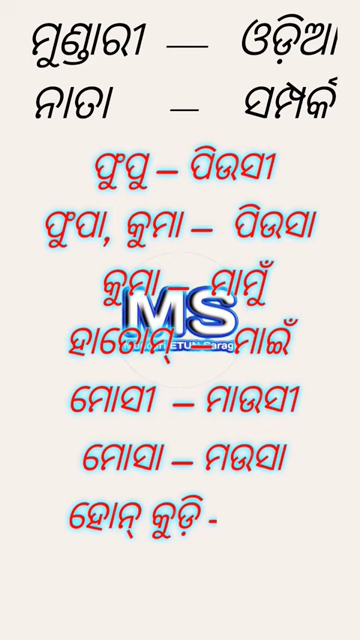 ମୁଣ୍ଡାରୀ — ଓଡ଼ିଆ
ନାତା — ସମ୍ପର୍କ
ଫୁଂପୁ – ପିଉସୀ
ଫୁଂପା, କୁମା – ପିଉସା
କୁମା – ମାମୁଁ
MS
ହାତୋମ୍ – ମାଇଁ
ମୋସୀ – ମାଉସୀ
ମୋସା – ମଉସା
ହୋନ୍ କୁଡ଼ି -